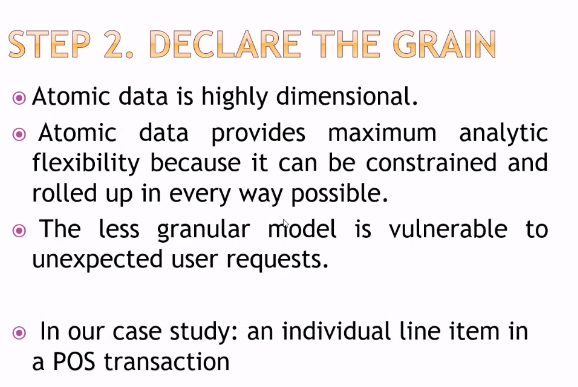 STEP 2. DECLARE THE GRAIN
Atomic data is highly dimensional.
Atomic data provides maximum analytic
flexibility because it can be constrained and
rolled up in every way possible.
The less granular model is vulnerable to
unexpected user requests.
In our case study: an individual line item in
a POS transaction